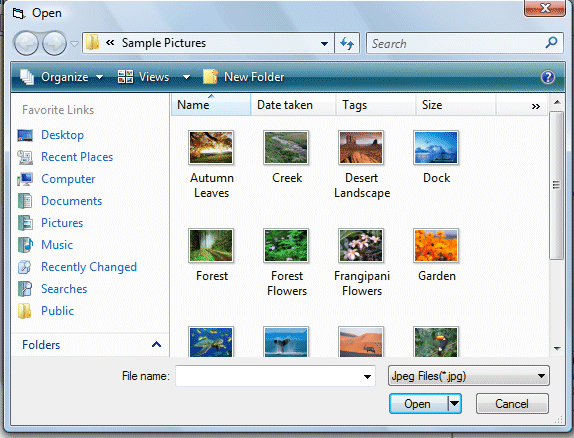 Open
« Sample Pictures
Search
Organize Views New Folder
Favorite Links
Desktop
Recent Places
Computer
Documents
Pictures
Music
Recently Changed
Searches
Public
Folders
Name Date taken Tags Size »
Autumn Leaves
Creek
Desert Landscape
Dock
Forest
Forest Flowers
Frangipani Flowers
Garden
File name:
Jpeg Files(*.jpg)
Open Cancel